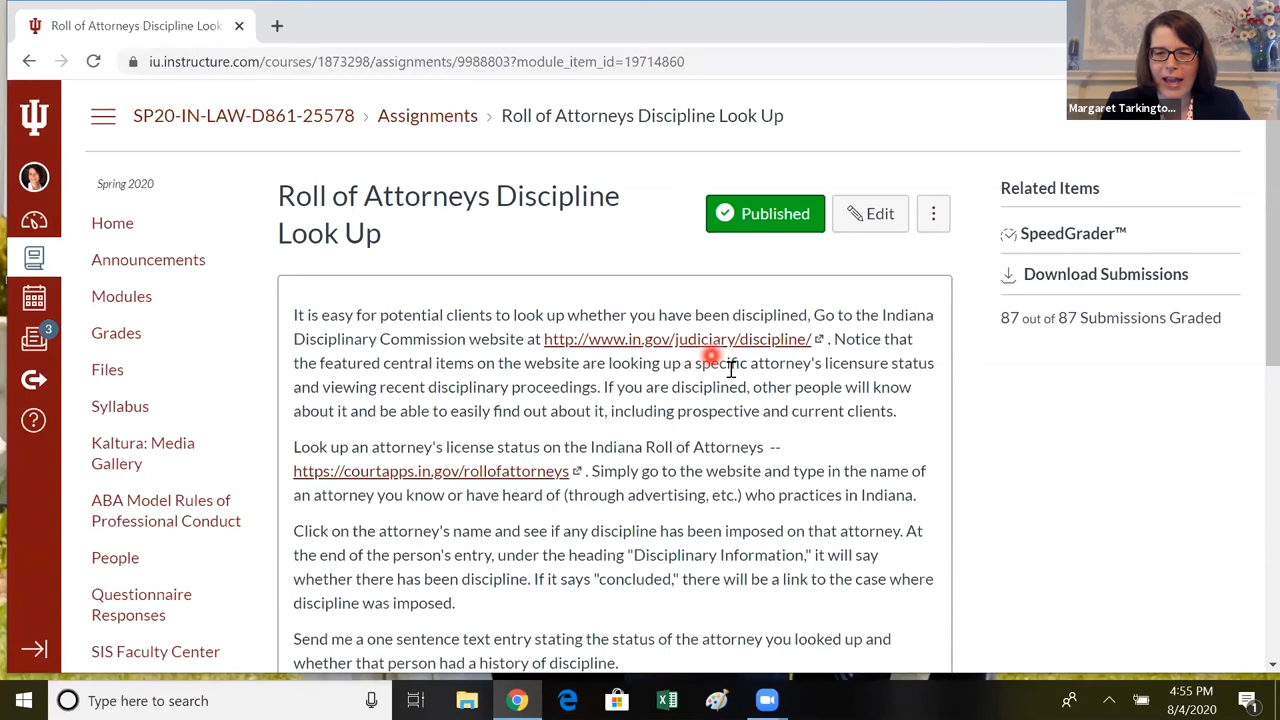 Roll of Attorneys Discipline Look
iu.instructure.com/courses/1873298/assignments/9988803?module_item_id=19714860
Margaret Tarkingto...
SP20-IN-LAW-D861-25578 › Assignments › Roll of Attorneys Discipline Look Up
Spring 2020
Home
Announcements
Modules
Grades
Files
Syllabus
Kaltura: Media
Gallery
ABA Model Rules of
Professional Conduct
People
Questionnaire
Responses
SIS Faculty Center
3
Roll of Attorneys Discipline
Look Up
Published
Edit
It is easy for potential clients to look up whether you have been disciplined, Go to the Indiana
Disciplinary Commission website at http://www.in.gov/judiciary/discipline/ . Notice that
the featured central items on the website are looking up a specific attorney's licensure status
and viewing recent disciplinary proceedings. If you are disciplined, other people will know
about it and be able to easily find out about it, including prospective and current clients.
Look up an attorney's license status on the Indiana Roll of Attorneys --
https://courtapps.in.gov/rollofattorneys . Simply go to the website and type in the name of
an attorney you know or have heard of (through advertising, etc.) who practices in Indiana.
Click on the attorney's name and see if any discipline has been imposed on that attorney. At
the end of the person's entry, under the heading "Disciplinary Information," it will say
whether there has been discipline. If it says "concluded," there will be a link to the case where
discipline was imposed.
Send me a one sentence text entry stating the status of the attorney you looked up and
whether that person had a history of discipline.
Related Items
SpeedGrader™
Download Submissions
87 out of 87 Submissions Graded
Type here to search
4:55 PM
8/4/2020
1